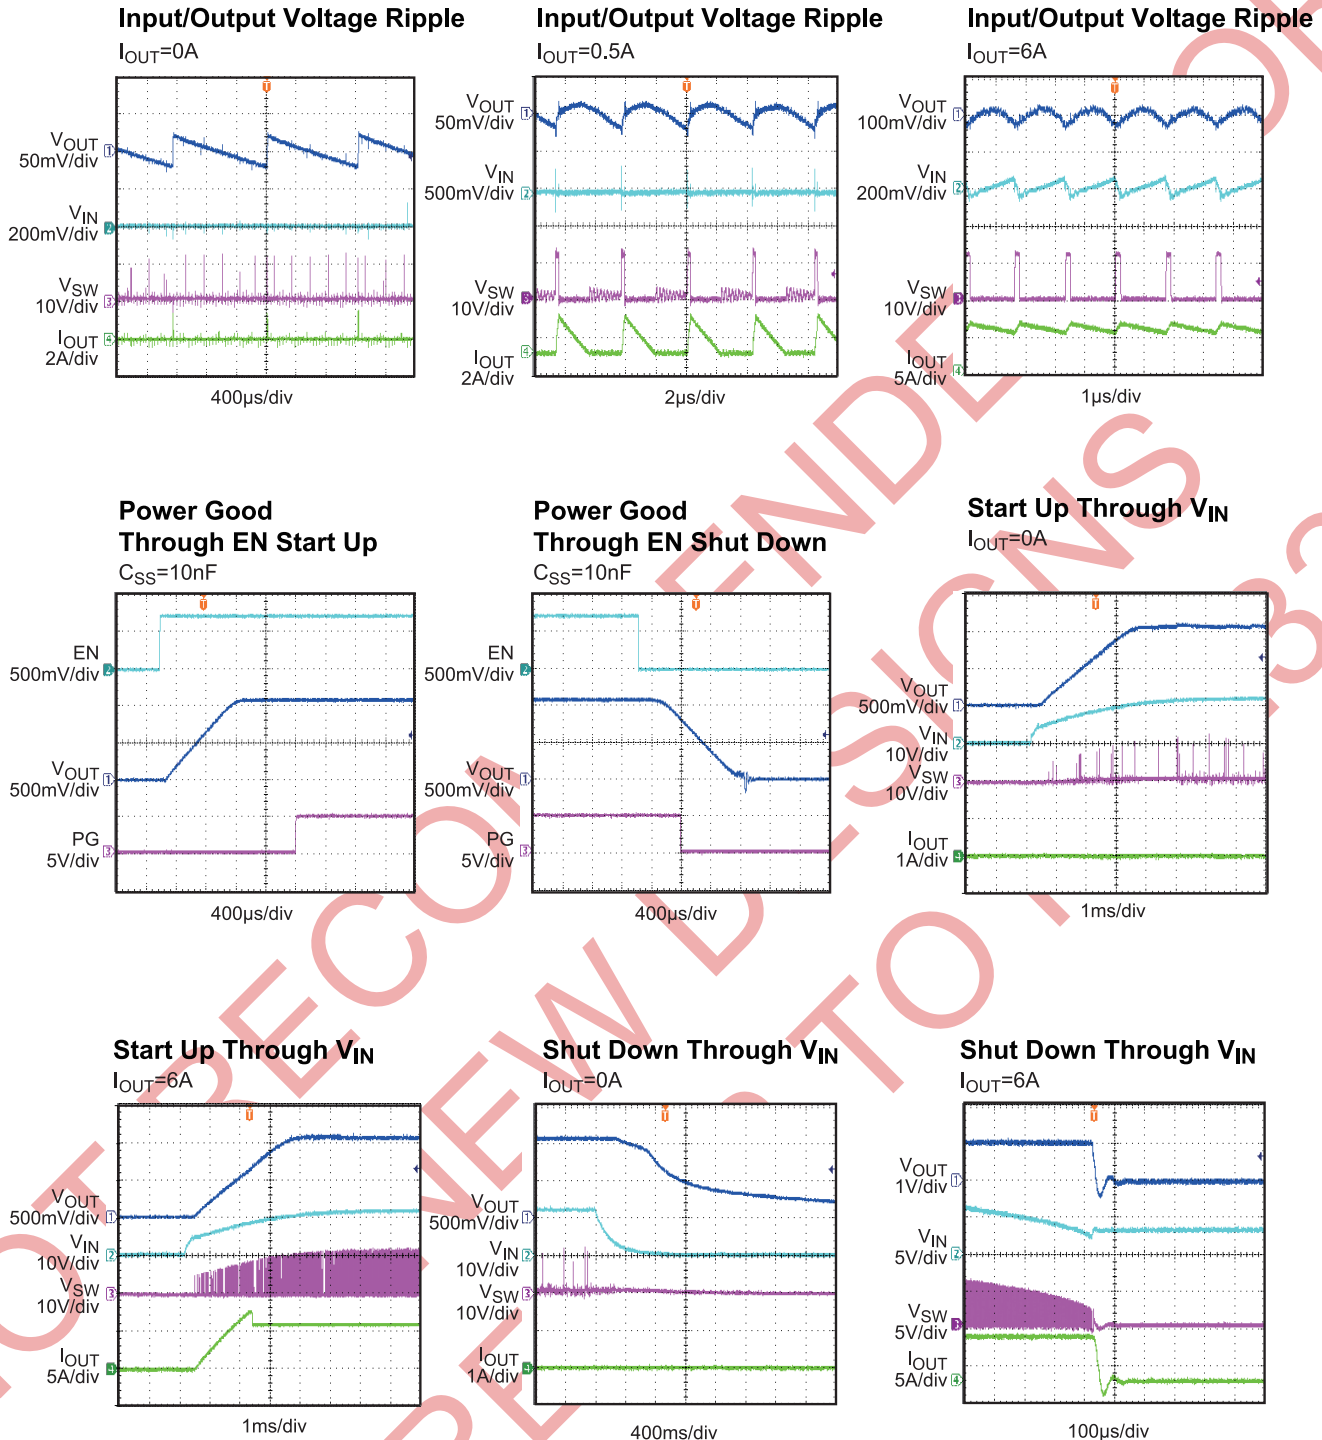 Input/Output Voltage Ripple
IOUT=0A
VOUT
50mV/div
VIN
200mV/div
VSW
10V/div
IOUT
2A/div
400µs/div
Input/Output Voltage Ripple
IOUT=0.5A
VOUT
50mV/div
VIN
500mV/div
VSW
10V/div
IOUT
2A/div
2µs/div
Input/Output Voltage Ripple
IOUT=6A
VOUT
100mV/div
VIN
200mV/div
VSW
10V/div
IOUT
5A/div
1µs/div
Power Good
Through EN Start Up
CSS=10nF
EN
500mV/div
VOUT
500mV/div
PG
5V/div
400µs/div
Power Good
Through EN Shut Down
CSS=10nF
EN
500mV/div
VOUT
500mV/div
PG
5V/div
400µs/div
Start Up Through VIN
IOUT=0A
VOUT
500mV/div
VIN
10V/div
VSW
10V/div
IOUT
1A/div
1ms/div
Start Up Through VIN
IOUT=6A
VOUT
500mV/div
VIN
10V/div
VSW
10V/div
IOUT
5A/div
1ms/div
Shut Down Through VIN
IOUT=0A
VOUT
500mV/div
VIN
10V/div
VSW
10V/div
IOUT
1A/div
400ms/div
Shut Down Through VIN
IOUT=6A
VOUT
1V/div
VIN
5V/div
VSW
5V/div
IOUT
5A/div
100µs/div